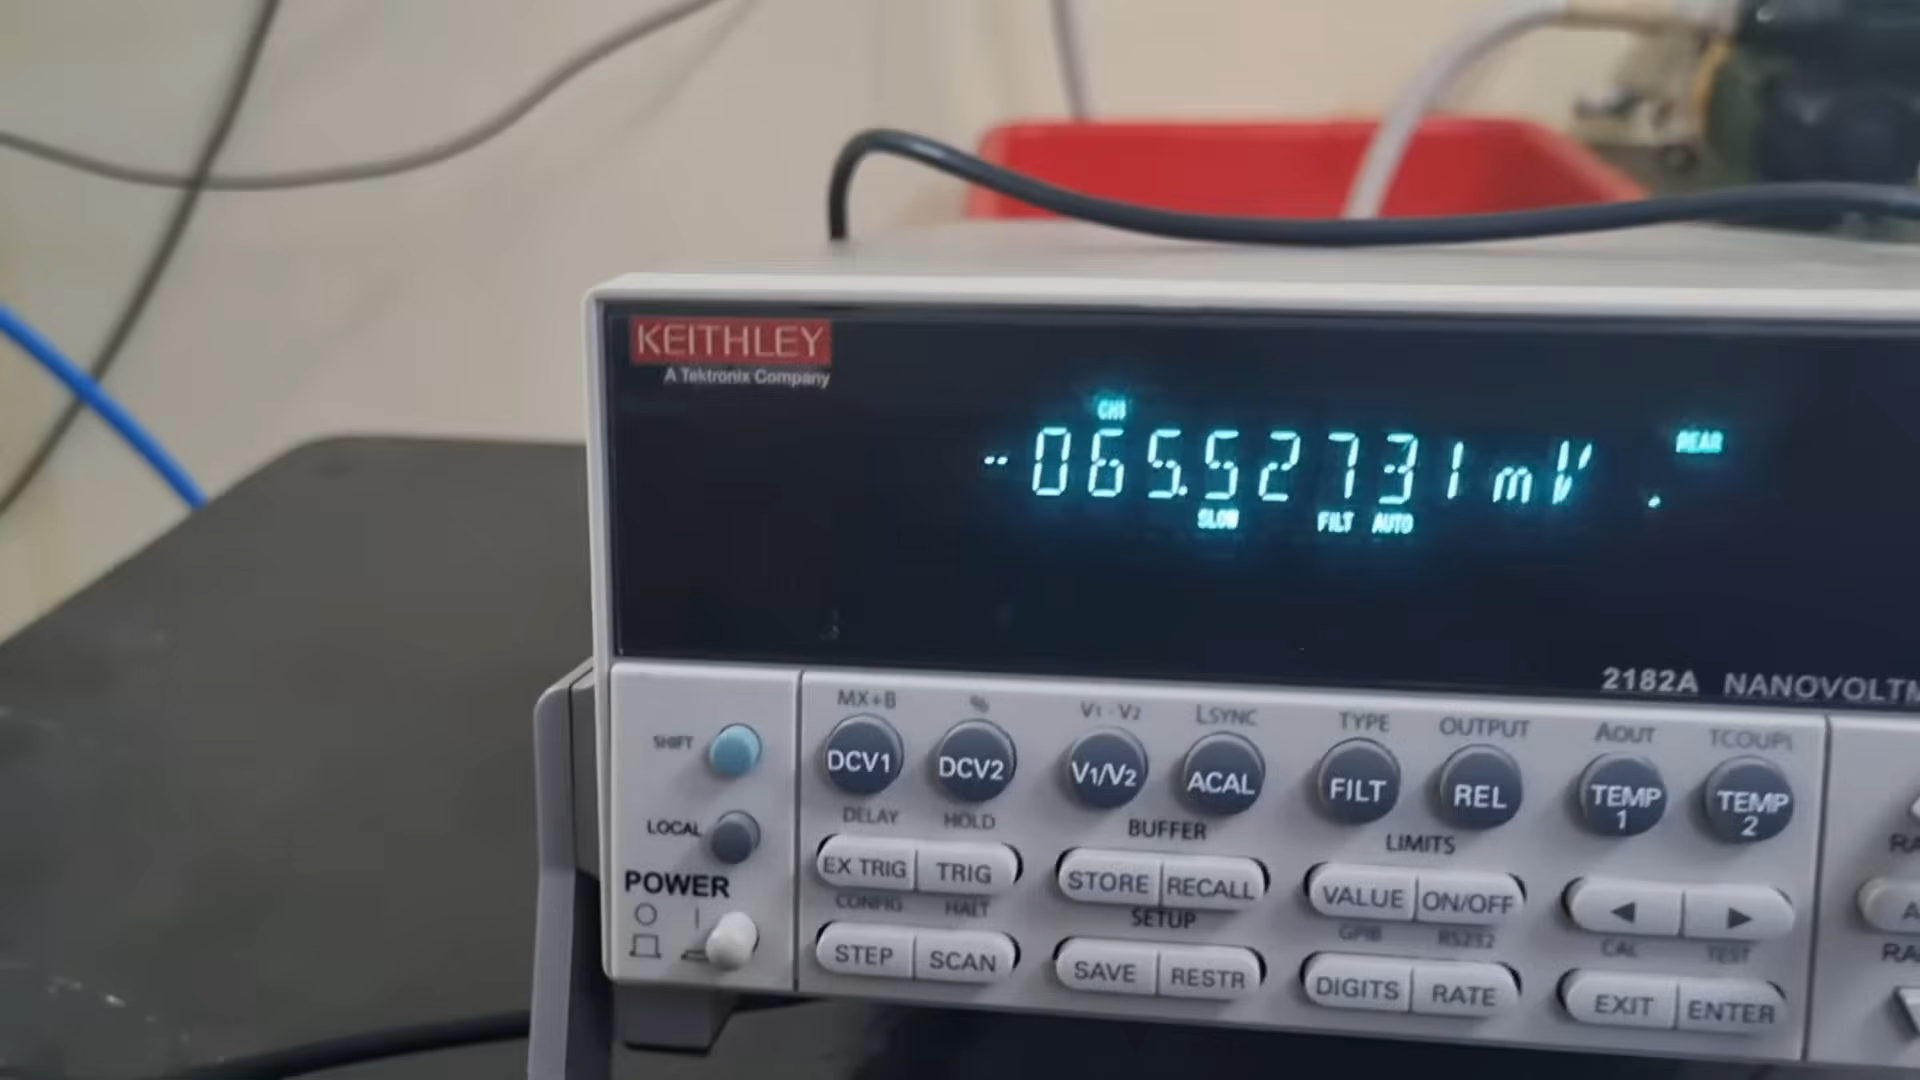 KEITHLEY
A Tektronix Company
CH1
-065.52731 mV
REAR
SLOW FILT AUTO
2182A NANOVOLTM
MX+B % V1-V2 LSYNC TYPE OUTPUT AOUT TCOUPL
SHIFT DCV1 DCV2 V1/V2 ACAL FILT REL TEMP 1 TEMP 2
DELAY HOLD BUFFER LIMITS
LOCAL EX TRIG TRIG STORE RECALL VALUE ON/OFF ◀ ▶
POWER CONFIG HALT SETUP GPIB RS232 CAL TEST
STEP SCAN SAVE RESTR DIGITS RATE EXIT ENTER